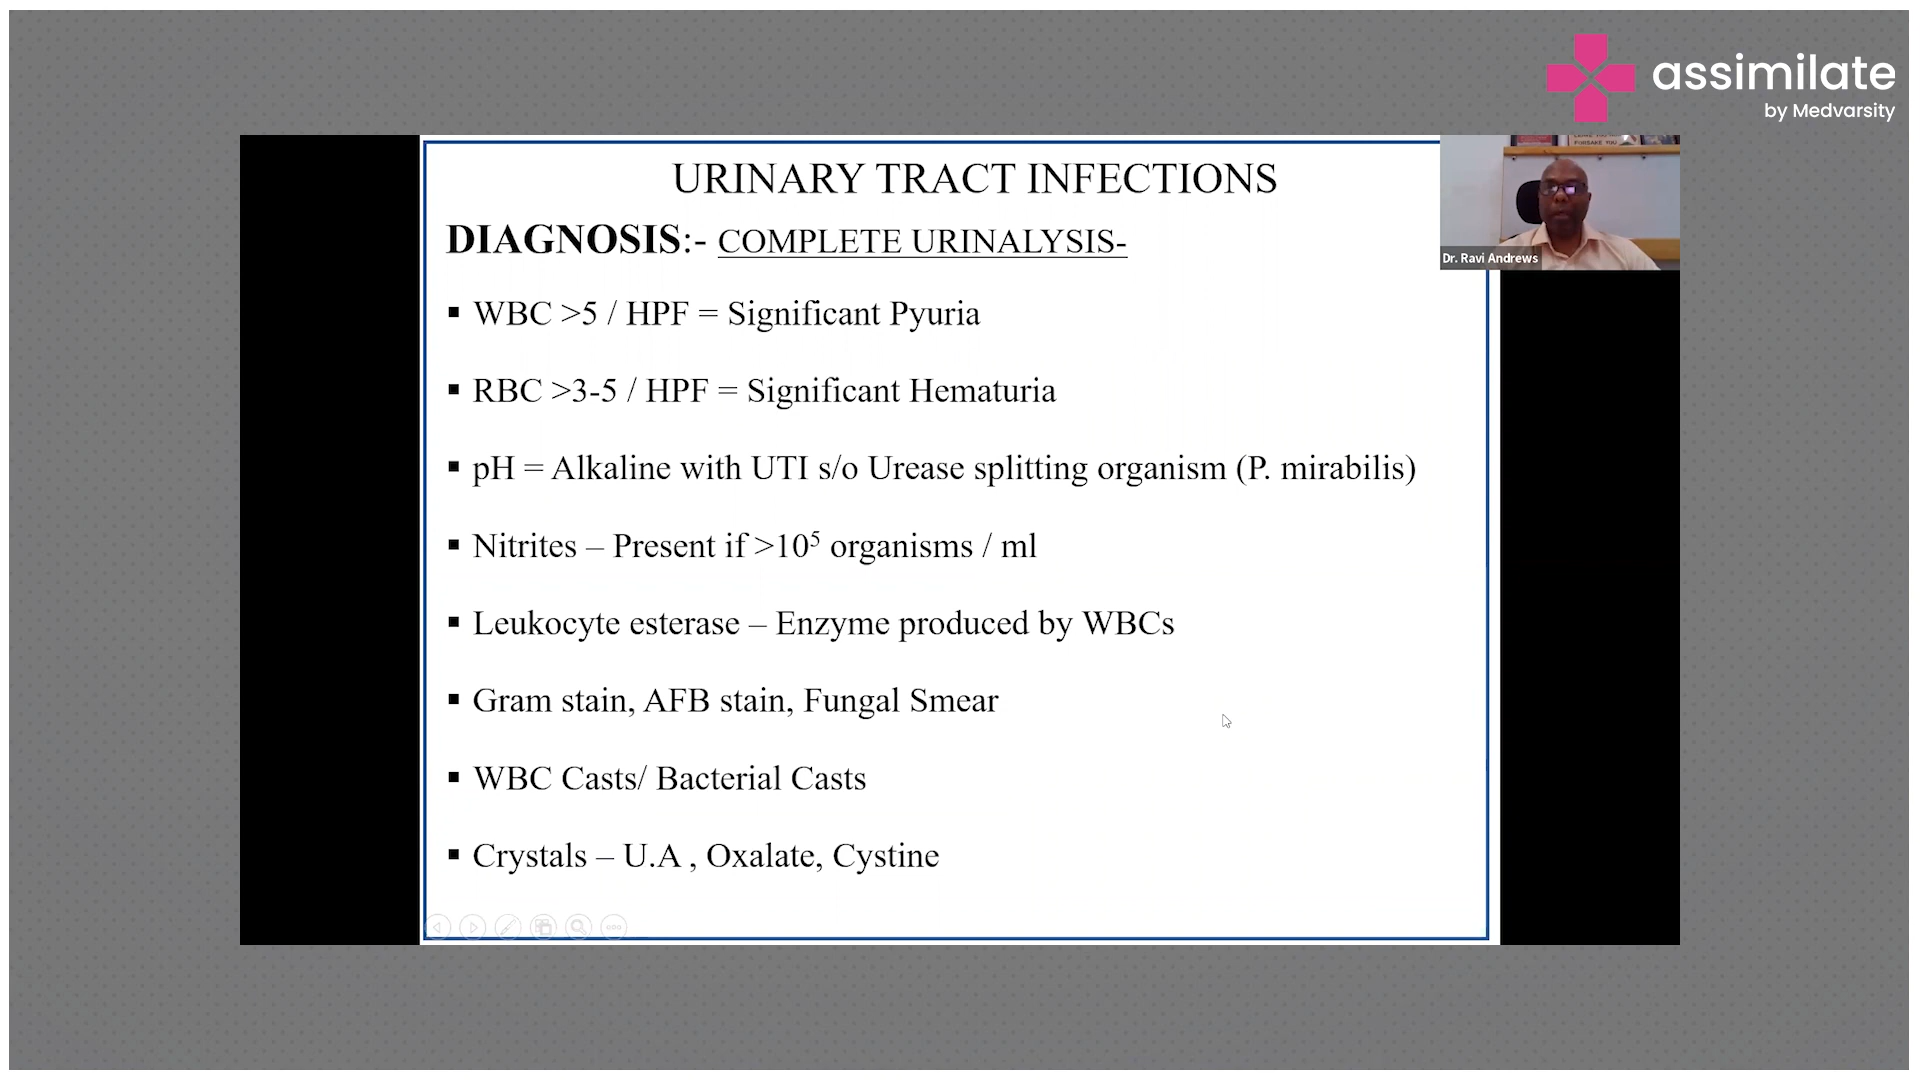 assimilate
by Medvarsity
URINARY TRACT INFECTIONS
DIAGNOSIS:- COMPLETE URINALYSIS-
FORSAKE YOU
Dr. Ravi Andrews
▪ WBC >5 / HPF = Significant Pyuria
▪ RBC >3-5 / HPF = Significant Hematuria
▪ pH = Alkaline with UTI s/o Urease splitting organism (P. mirabilis)
▪ Nitrites – Present if >10⁵ organisms / ml
▪ Leukocyte esterase – Enzyme produced by WBCs
▪ Gram stain, AFB stain, Fungal Smear
▪ WBC Casts/ Bacterial Casts
▪ Crystals – U.A , Oxalate, Cystine